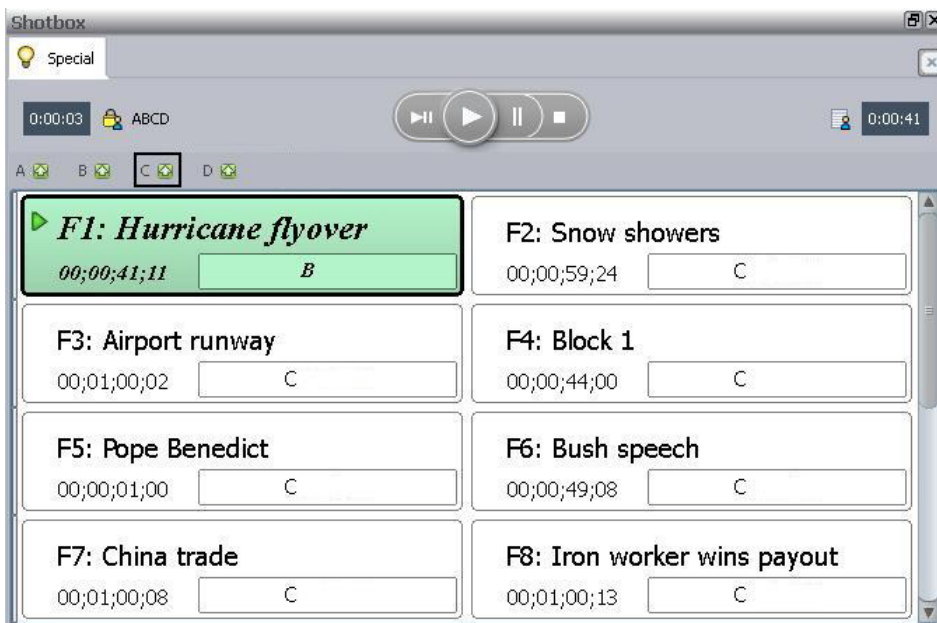 Shotbox
Special
0:00:03 ABCD 0:00:41
A B C D
F1: Hurricane flyover
00;00;41;11 B
F2: Snow showers
00;00;59;24 C
F3: Airport runway
00;01;00;02 C
F4: Block 1
00;00;44;00 C
F5: Pope Benedict
00;00;01;00 C
F6: Bush speech
00;00;49;08 C
F7: China trade
00;01;00;08 C
F8: Iron worker wins payout
00;01;00;13 C